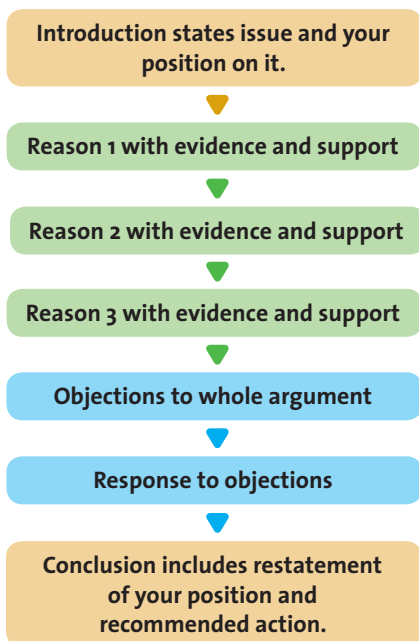 Introduction states issue and your
position on it.
Reason 1 with evidence and support
Reason 2 with evidence and support
Reason 3 with evidence and support
Objections to whole argument
Response to objections
Conclusion includes restatement
of your position and
recommended action.